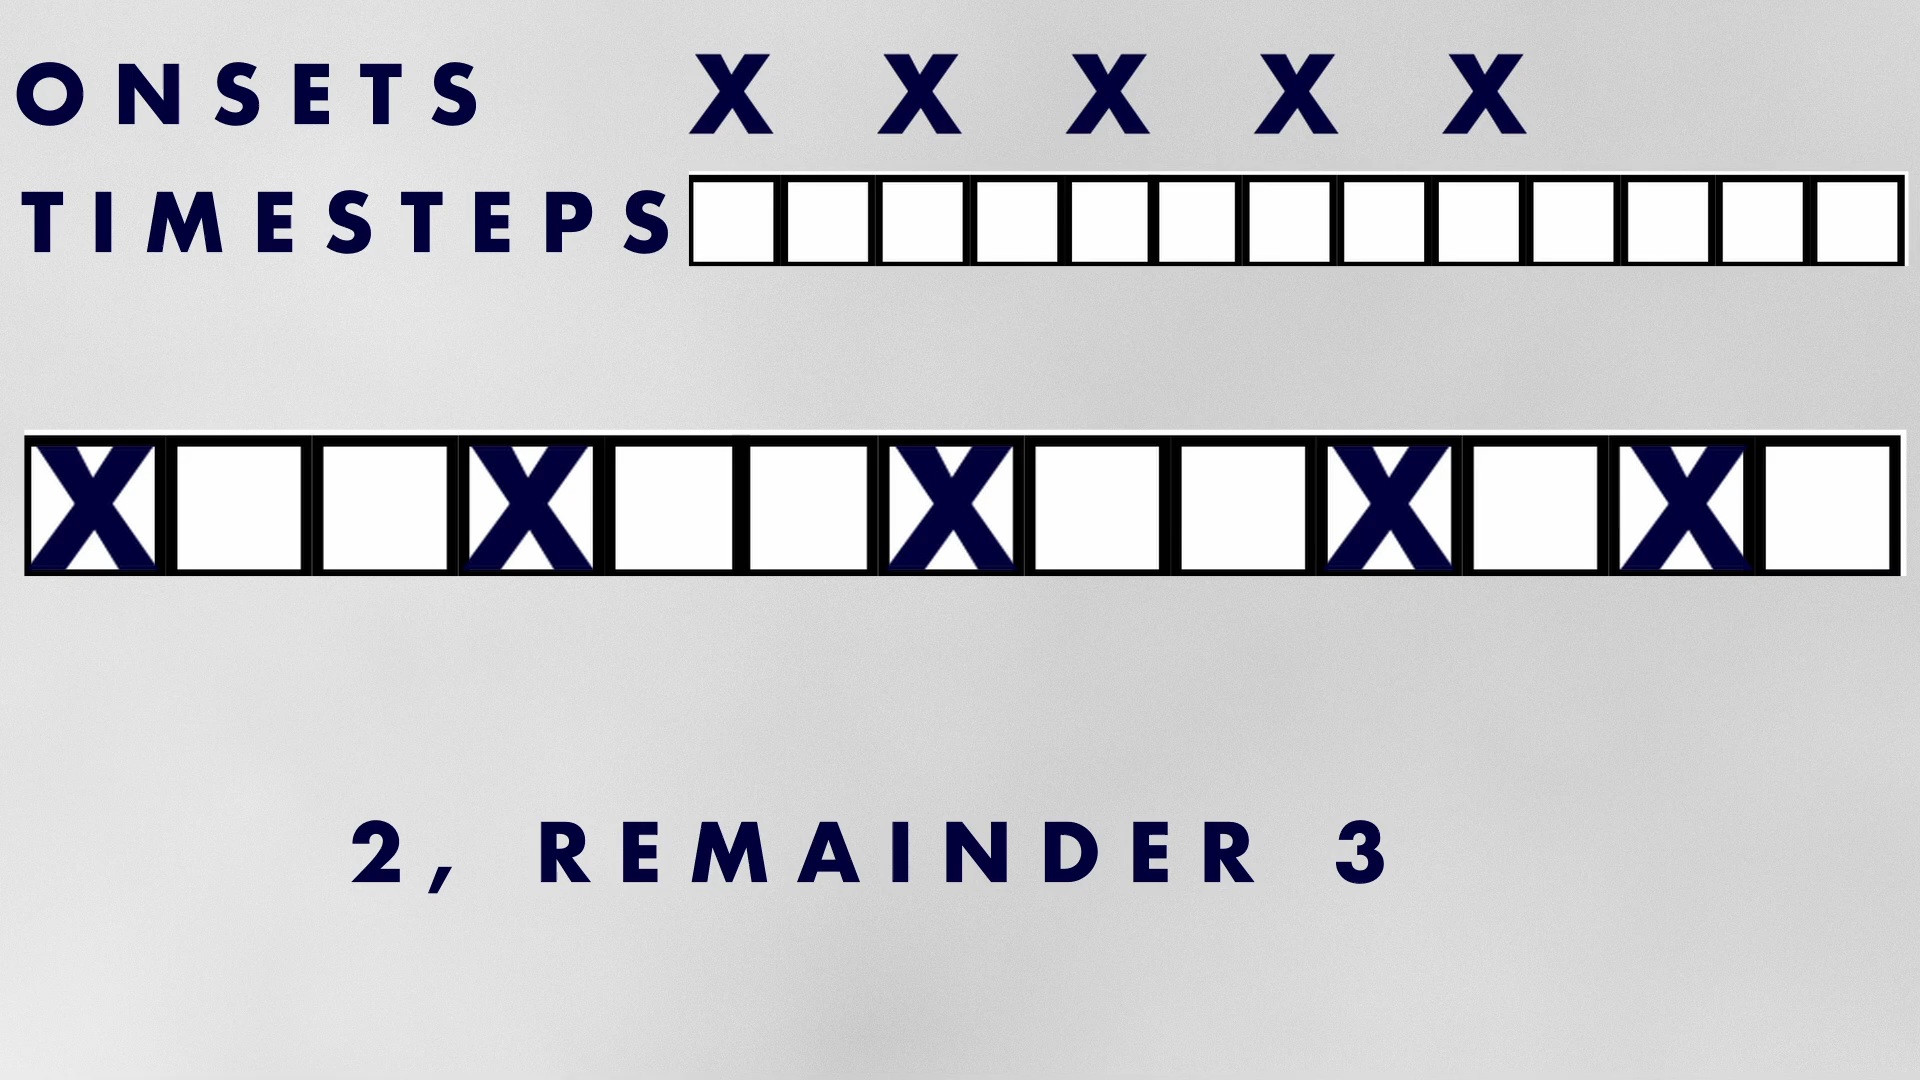 ONSETS X X X X X
TIMESTEPS
X X X X X
2, REMAINDER 3